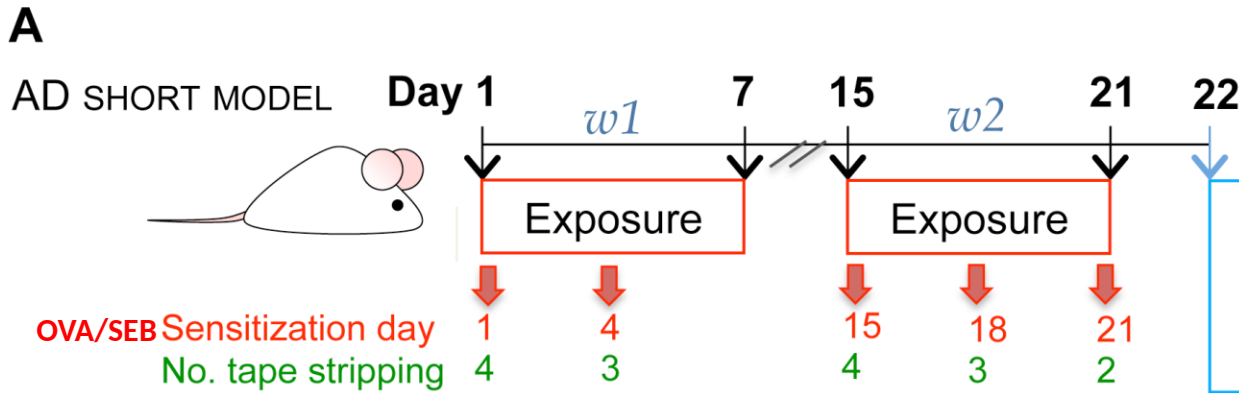 A
AD SHORT MODEL Day 1 7 15 21 22
w1 w2
Exposure Exposure
OVA/SEB Sensitization day 1 4 15 18 21
No. tape stripping 4 3 4 3 2